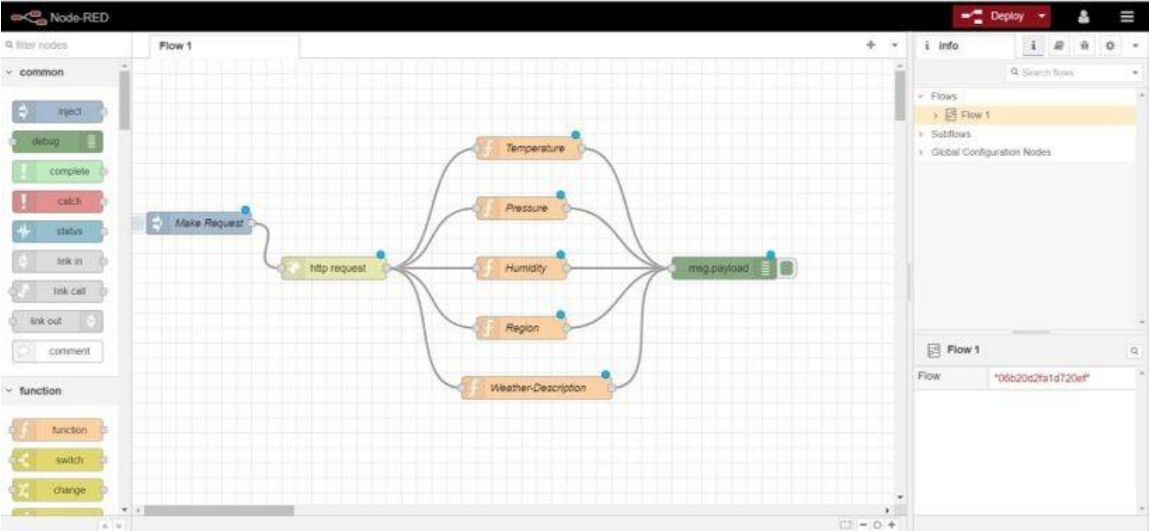 Node-RED
Deploy
filter nodes
Flow 1
info
i
Search flows
common
inject
debug
complete
catch
status
link in
link call
link out
comment
function
function
switch
change
Make Request
http request
Temperature
Pressure
Humidity
Region
Weather-Description
msg.payload
Flows
Flow 1
Subflows
Global Configuration Nodes
Flow 1
Flow "06b20d2fa1d720ef"